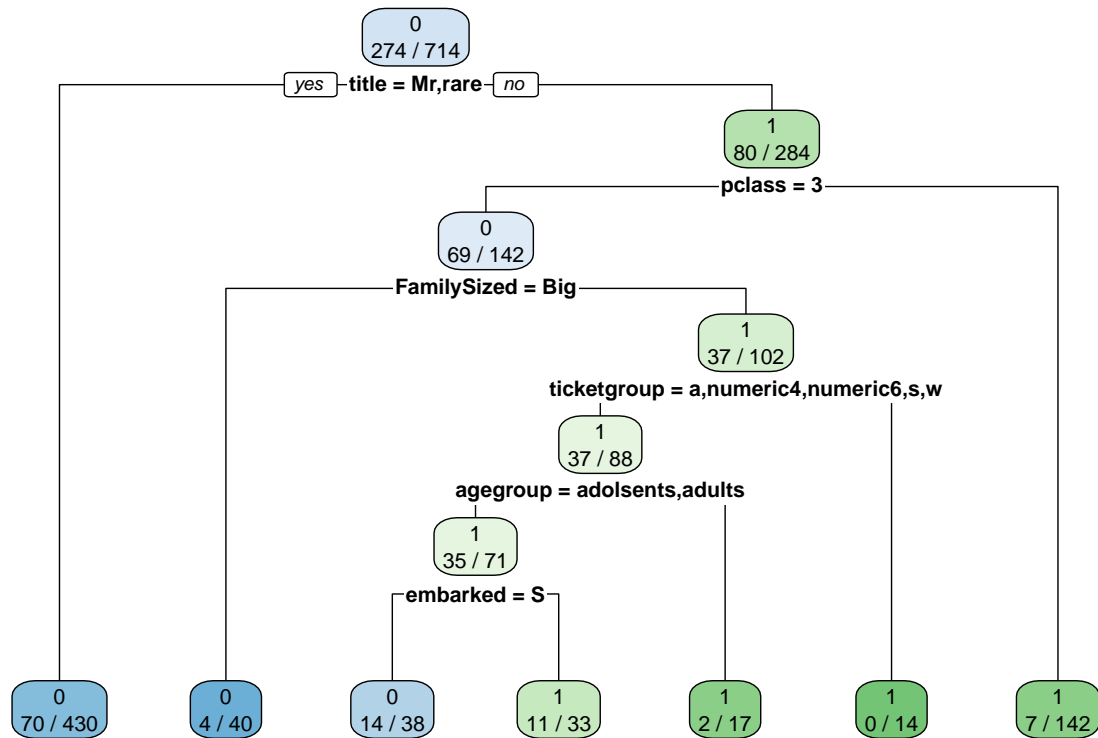 0
274 / 714
yes title = Mr,rare no
1
80 / 284
pclass = 3
0
69 / 142
FamilySized = Big
1
37 / 102
ticketgroup = a,numeric4,numeric6,s,w
1
37 / 88
agegroup = adolsents,adults
1
35 / 71
embarked = S
0
70 / 430
0
4 / 40
0
14 / 38
1
11 / 33
1
2 / 17
1
0 / 14
1
7 / 142